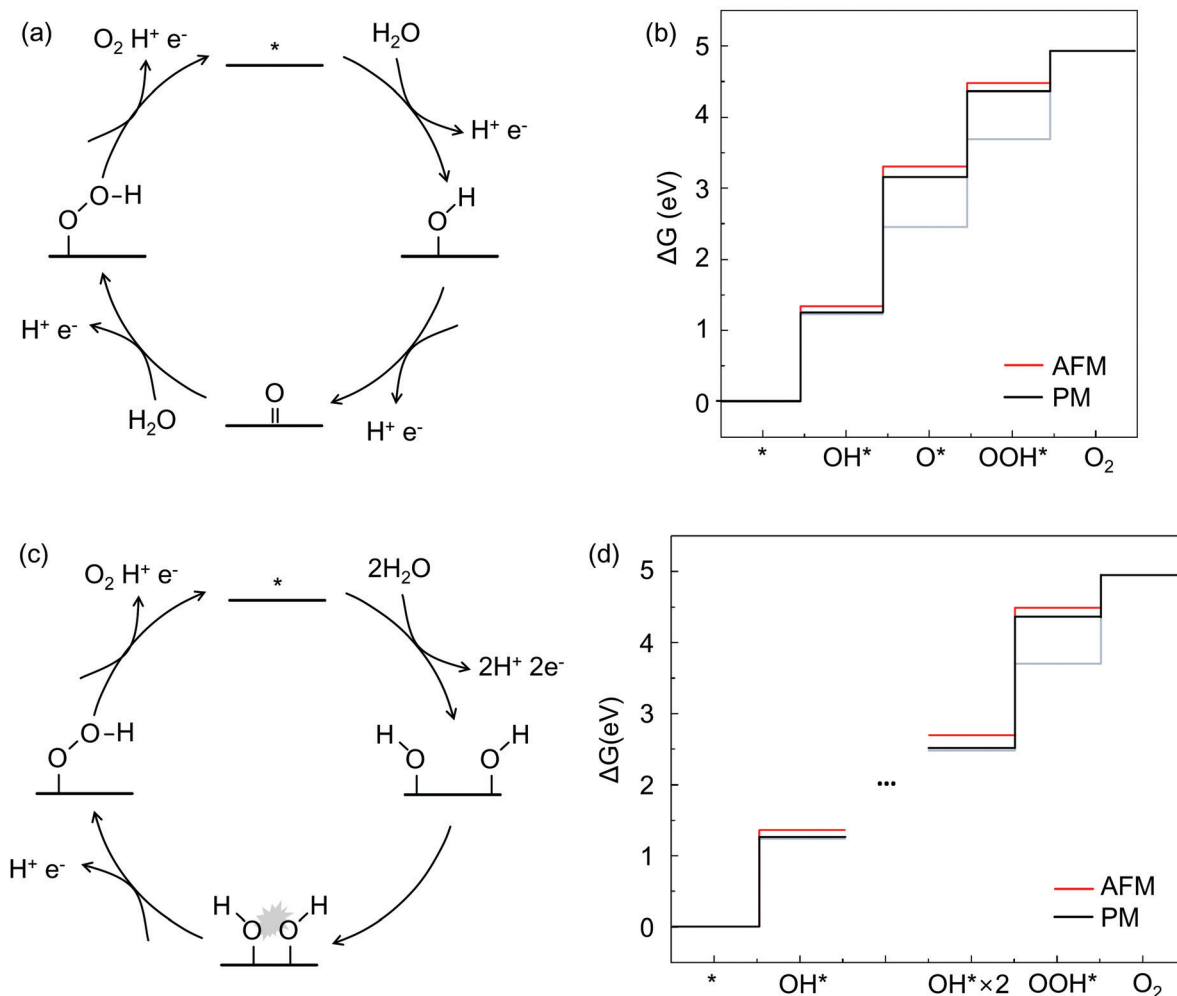 (a)
O₂ H⁺ e⁻
*
H₂O
H⁺ e⁻
O
H
H⁺ e⁻
O
H₂O
H⁺ e⁻
O
O-H
(b)
ΔG (eV)
5
4
3
2
1
0
AFM
PM
* OH* O* OOH* O₂
(c)
O₂ H⁺ e⁻
*
2H₂O
2H⁺ 2e⁻
H H
O O
H H
O O
H⁺ e⁻
O
O-H
(d)
ΔG(eV)
5
4
3
2
1
0
...
AFM
PM
* OH* OH*×2 OOH* O₂